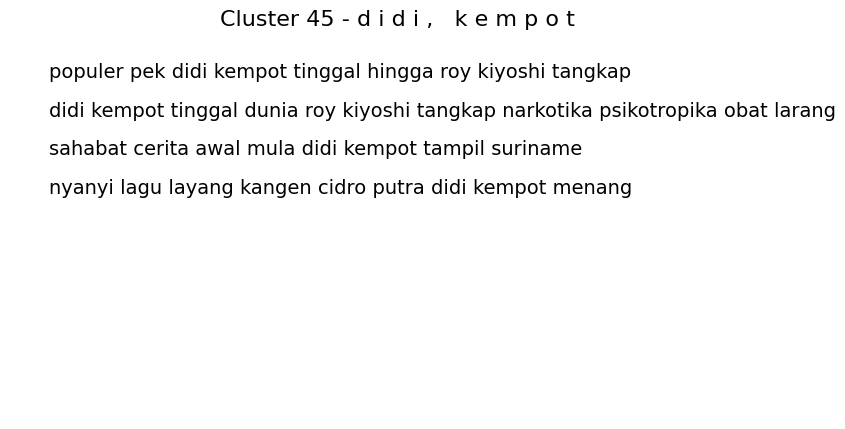 Cluster 45 - d i d i ,   k e m p o t
populer pek didi kempot tinggal hingga roy kiyoshi tangkap
didi kempot tinggal dunia roy kiyoshi tangkap narkotika psikotropika obat larang
sahabat cerita awal mula didi kempot tampil suriname
nyanyi lagu layang kangen cidro putra didi kempot menang